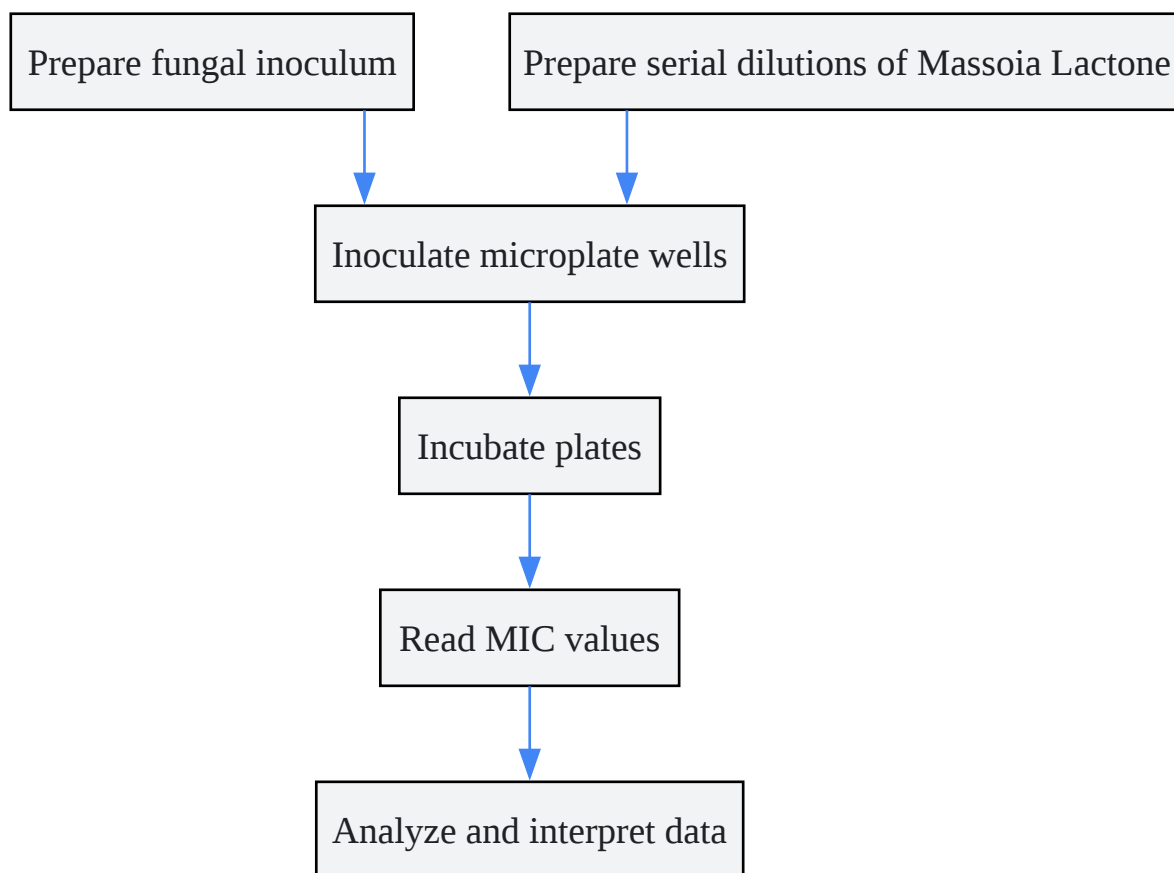 Prepare fungal inoculum
Prepare serial dilutions of Massoia Lactone
Inoculate microplate wells
Incubate plates
Read MIC values
Analyze and interpret data